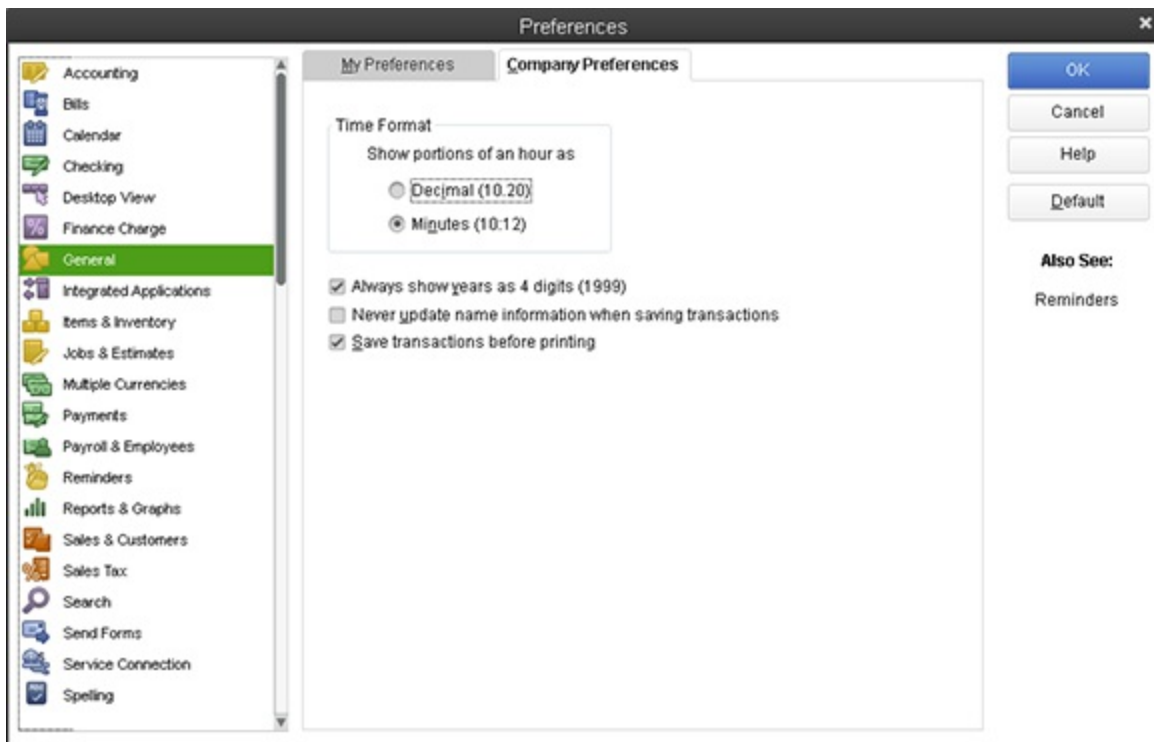 Preferences
Accounting
Bills
Calendar
Checking
Desktop View
Finance Charge
General
Integrated Applications
Items & Inventory
Jobs & Estimates
Multiple Currencies
Payments
Payroll & Employees
Reminders
Reports & Graphs
Sales & Customers
Sales Tax
Search
Send Forms
Service Connection
Spelling
My Preferences
Company Preferences
Time Format
Show portions of an hour as
Decimal (10.20)
Minutes (10:12)
Always show years as 4 digits (1999)
Never update name information when saving transactions
Save transactions before printing
OK
Cancel
Help
Default
Also See:
Reminders